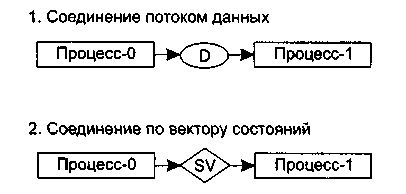 1. Соединение потоком данных
Процесс-0 D Процесс-1
2. Соединение по вектору состояний
Процесс-0 SV Процесс-1